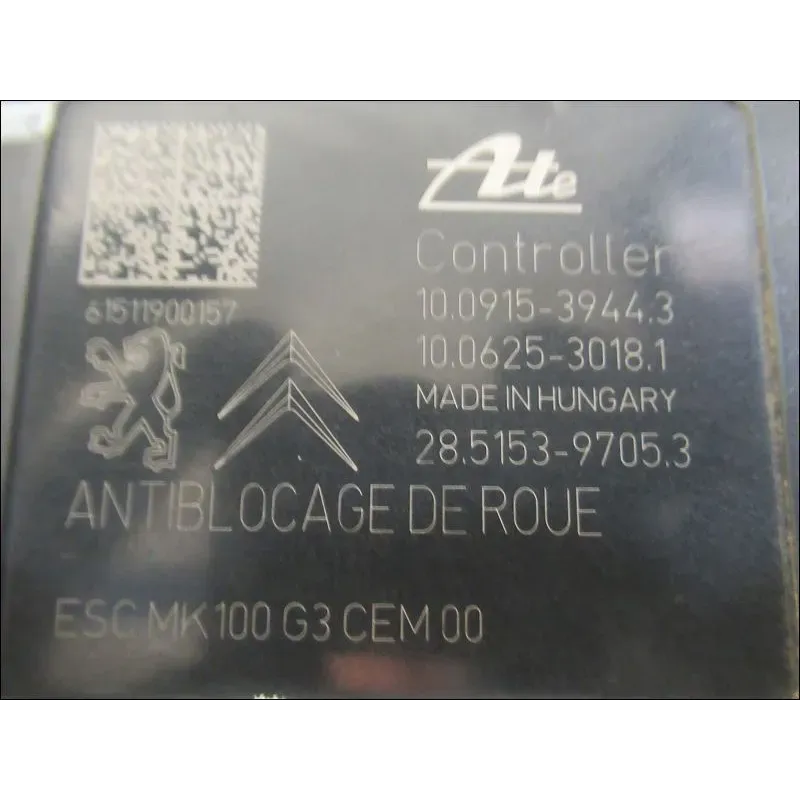 Ate
Controller
61511900157
10.0915-3944.3
10.0625-3018.1
MADE IN HUNGARY
28.5153-9705.3
ANTIBLOCAGE DE ROUE
ESC MK100 G3 CEM 00